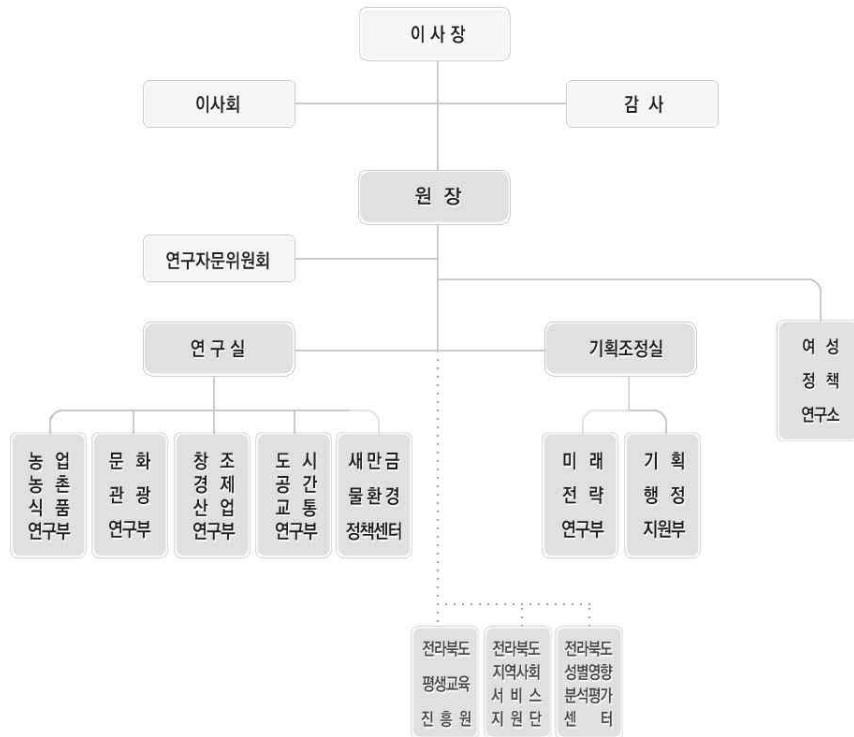 이 사 장
이사회
감 사
원 장
연구자문위원회
연 구 실
기획조정실
여 성
정 책
연구소
농 업
농 촌
식 품
연구부
문 화
관 광
연구부
창 조
경 제
산 업
연구부
도 시
공 간
교 통
연구부
새만금
물환경
정책센터
미 래
전 략
연구부
기 획
행 정
지원부
전라북도
평생교육
진 흥 원
전라북도
지역사회
서 비 스
지 원 단
전라북도
성별영향
분석평가
센 터